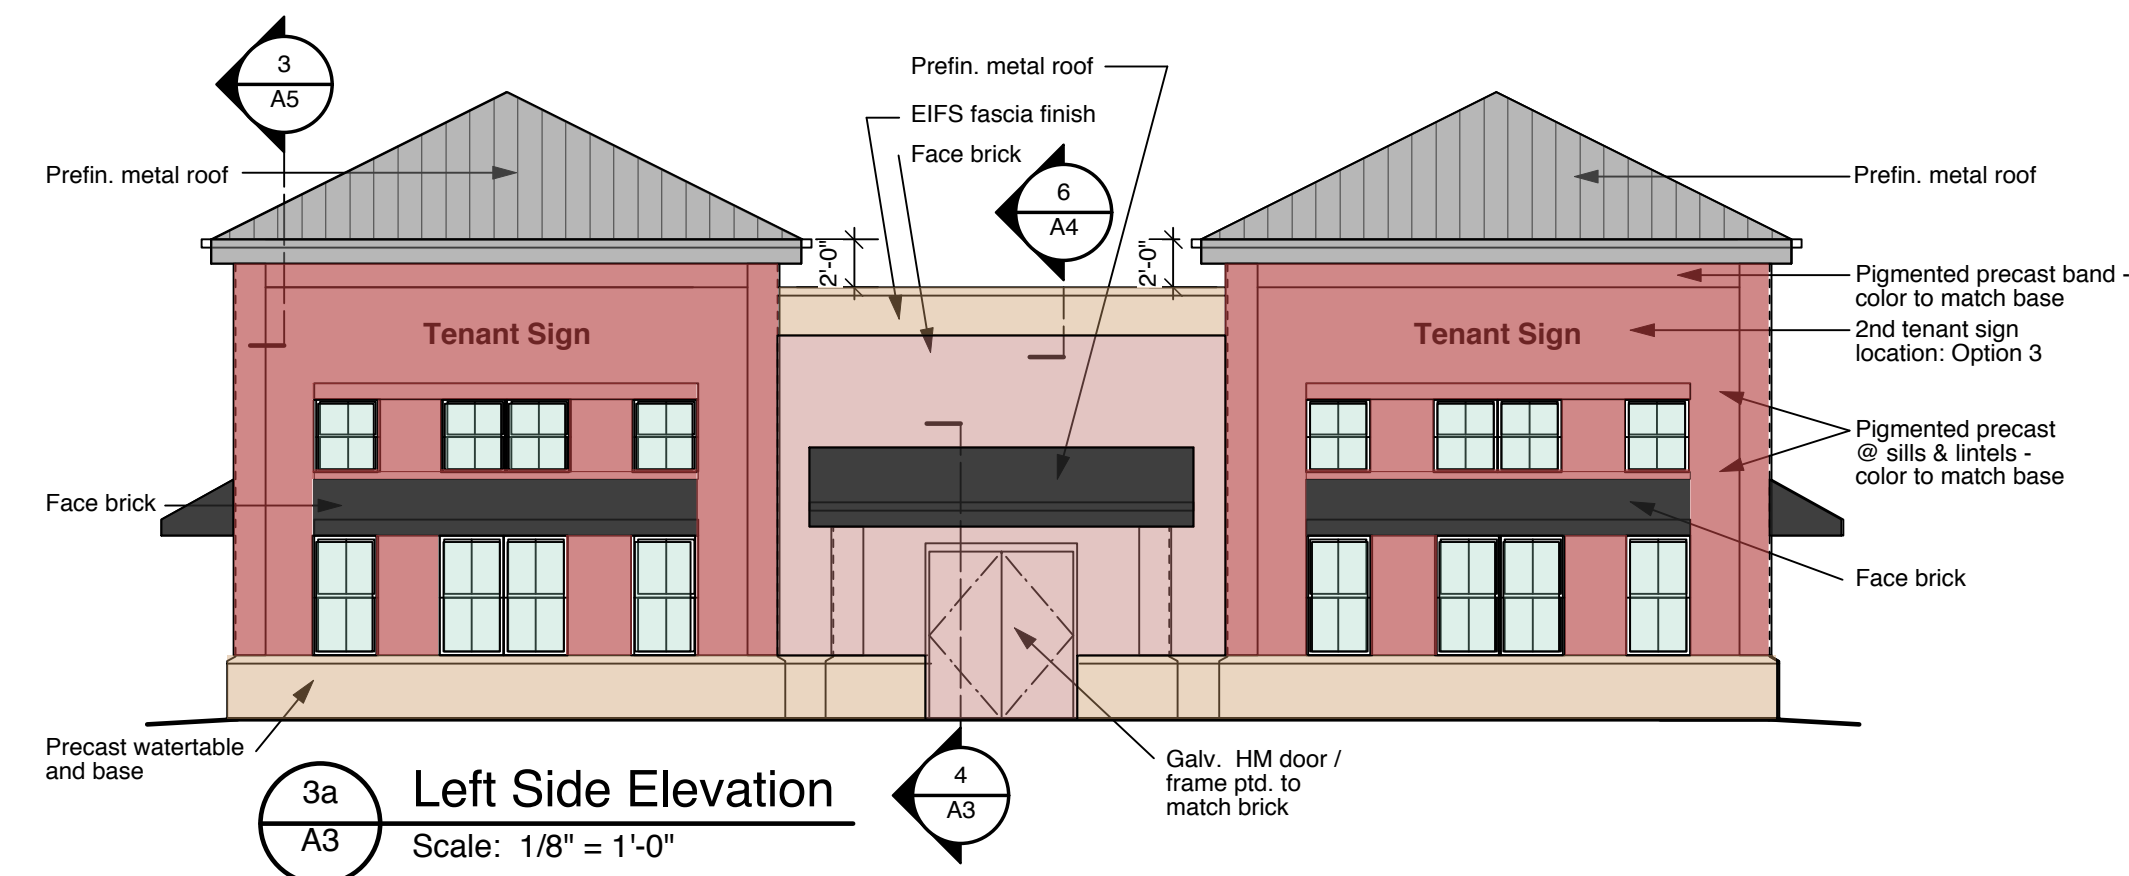 3
A5
Prefin. metal roof
EIFS fascia finish
Face brick
6
A4
Prefin. metal roof
Prefin. metal roof
2'-0"
2'-0"
Pigmented precast band -
color to match base
Tenant Sign
Tenant Sign
2nd tenant sign
location: Option 3
Pigmented precast
@ sills & lintels -
color to match base
Face brick
Face brick
Precast watertable
and base
Galv. HM door /
frame ptd. to
match brick
3a
A3
Left Side Elevation
Scale: 1/8" = 1'-0"
4
A3